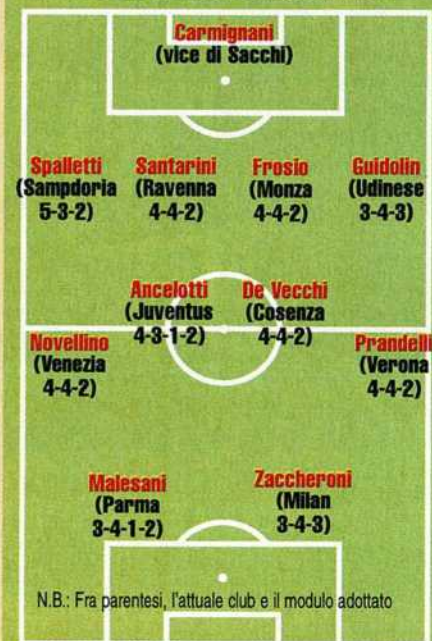 Carmignani
(vice di Sacchi)
Spalletti
(Sampdoria
5-3-2)
Santarini
(Ravenna
4-4-2)
Frosio
(Monza
4-4-2)
Guidolin
(Udinese
3-4-3)
Ancelotti
(Juventus
4-3-1-2)
De Vecchi
(Cosenza
4-4-2)
Novellino
(Venezia
4-4-2)
Prandelli
(Verona
4-4-2)
Malesani
(Parma
3-4-1-2)
Zaccheroni
(Milan
3-4-3)
N.B.: Fra parentesi, l'attuale club e il modulo adottato